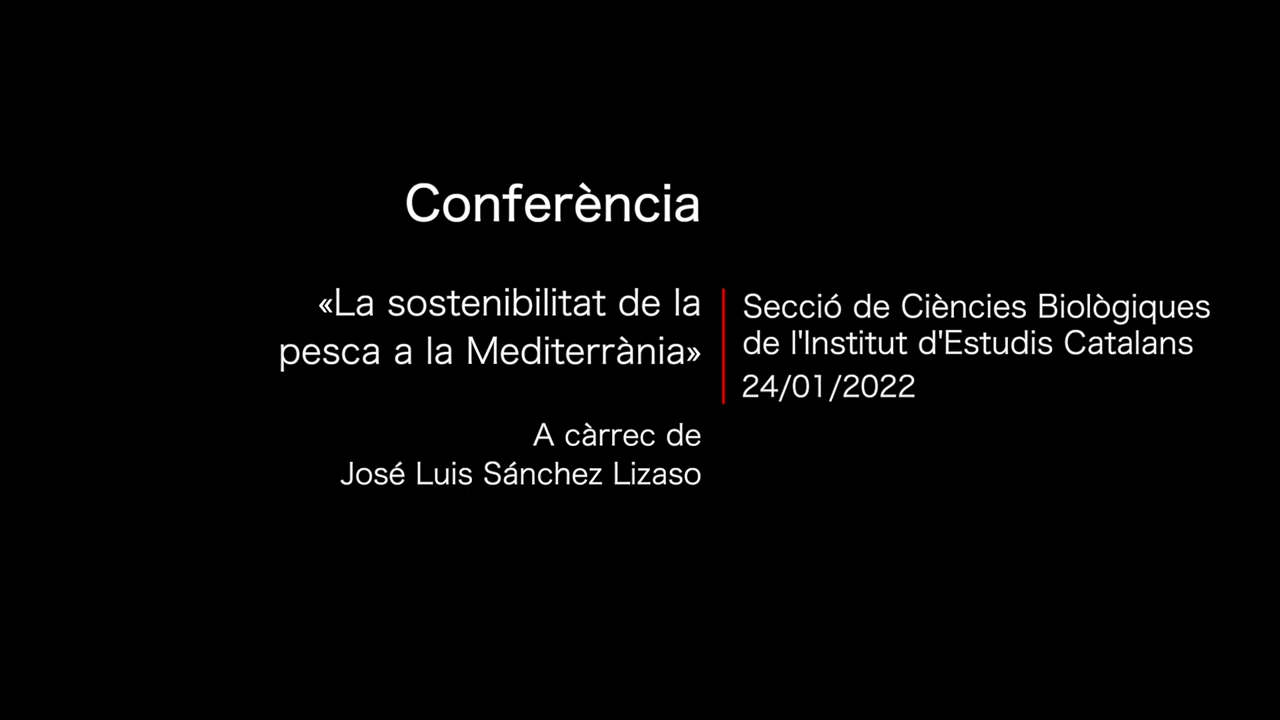 Conferència
«La sostenibilitat de la
pesca a la Mediterrània»
A càrrec de
José Luis Sánchez Lizaso
Secció de Ciències Biològiques
de l'Institut d'Estudis Catalans
24/01/2022